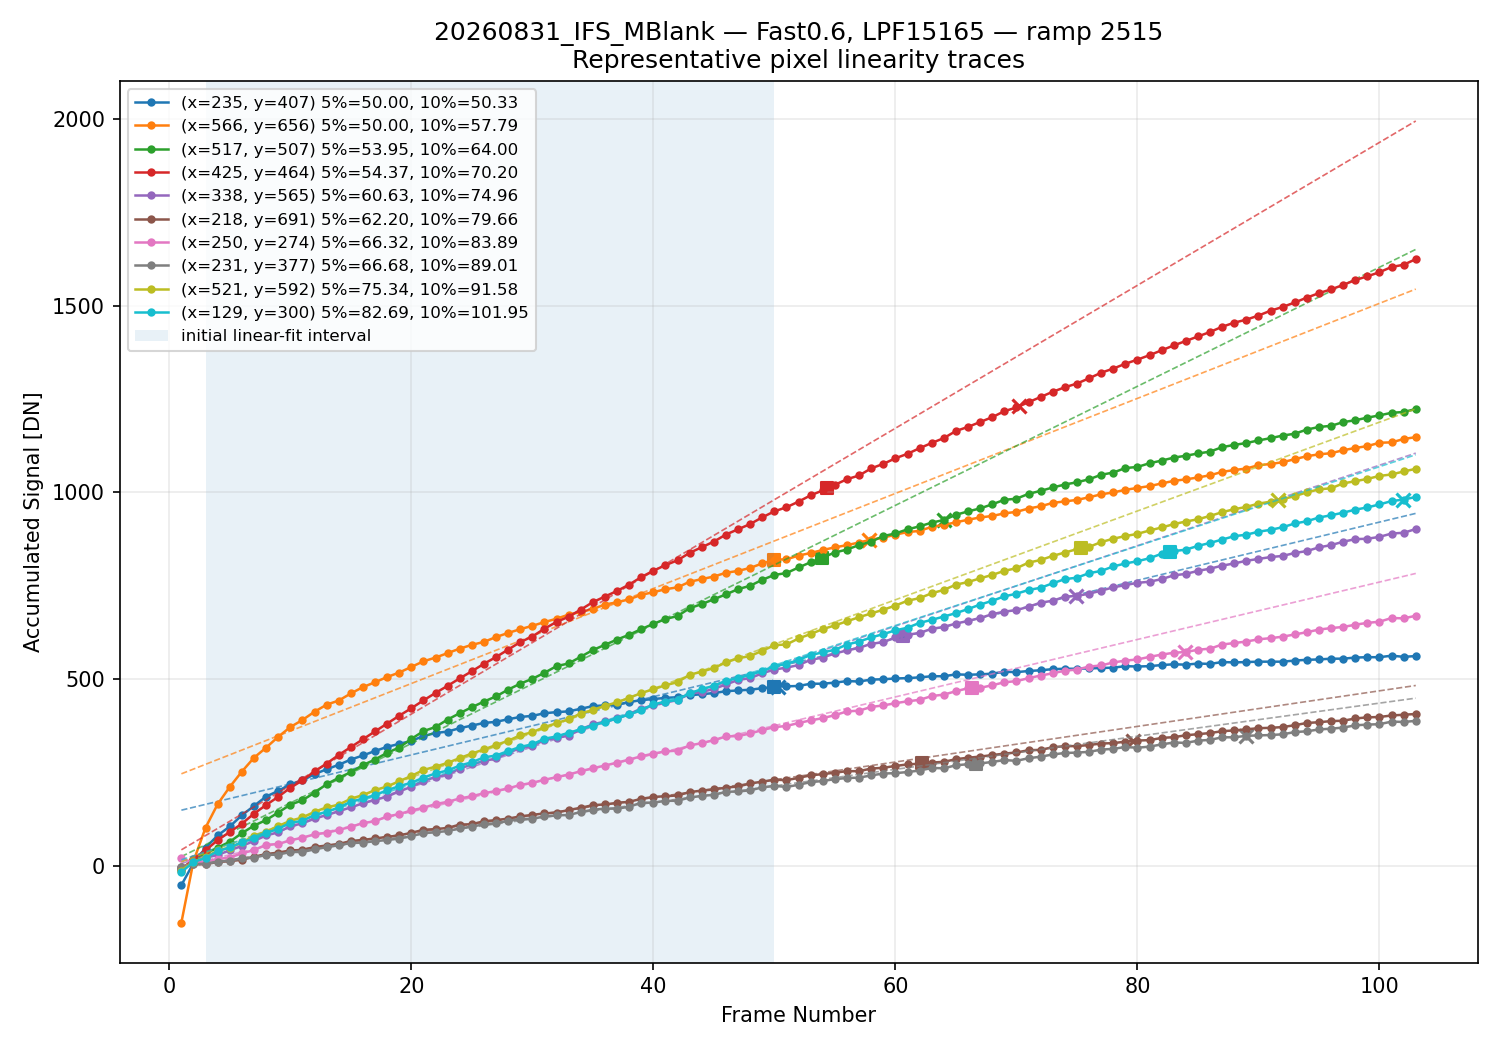 20260831_IFS_MBlank — Fast0.6, LPF15165 — ramp 2515
Representative pixel linearity traces
(x=235, y=407) 5%=50.00, 10%=50.33
(x=566, y=656) 5%=50.00, 10%=57.79
(x=517, y=507) 5%=53.95, 10%=64.00
(x=425, y=464) 5%=54.37, 10%=70.20
(x=338, y=565) 5%=60.63, 10%=74.96
(x=218, y=691) 5%=62.20, 10%=79.66
(x=250, y=274) 5%=66.32, 10%=83.89
(x=231, y=377) 5%=66.68, 10%=89.01
(x=521, y=592) 5%=75.34, 10%=91.58
(x=129, y=300) 5%=82.69, 10%=101.95
initial linear-fit interval
Accumulated Signal [DN]
2000
1500
1000
500
0
0 20 40 60 80 100
Frame Number